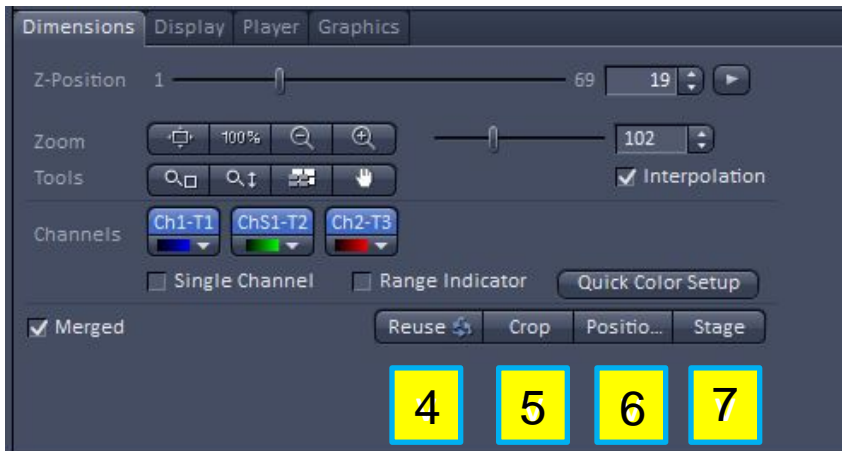 Dimensions Display Player Graphics
Z-Position 1 69 19
Zoom 100% 102
Tools Interpolation
Channels Ch1-T1 ChS1-T2 Ch2-T3
Single Channel Range Indicator Quick Color Setup
Merged Reuse Crop Positio... Stage
4 5 6 7